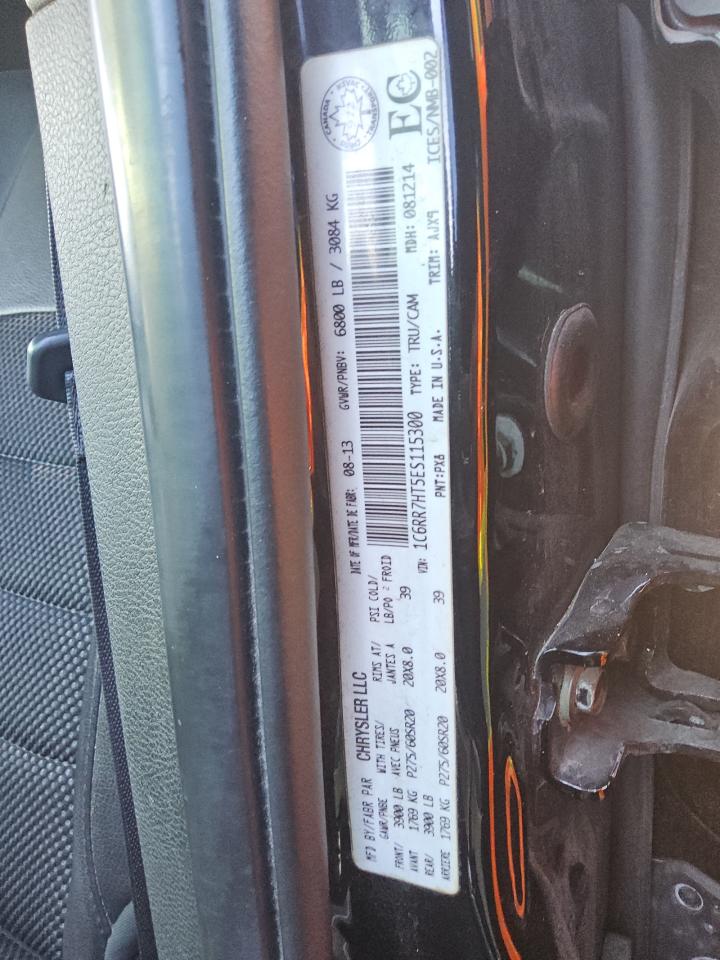 MFD BY/FABR PAR CHRYSLER LLC
DATE OF MFR/DATE DE FABR: 08-13 GVWR/PNBV: 6800 LB / 3084 KG
GAWR/PNBE WITH TIRES/ RIMS AT/ PSI COLD/
AVEC PNEUS JANTES A LB/PO² FROID
FRONT/ 3900 LB
AVANT 1769 KG P275/60SR20 20X8.0 39
REAR/ 3900 LB
ARRIERE 1769 KG P275/60SR20 20X8.0 39
VIN: 1C6RR7HT5ES115300 TYPE: TRU/CAM MDH: 081214
PNT:PX8 MADE IN U.S.A. TRIM: AJX9 ICES/NMB-002
CANADA
EC